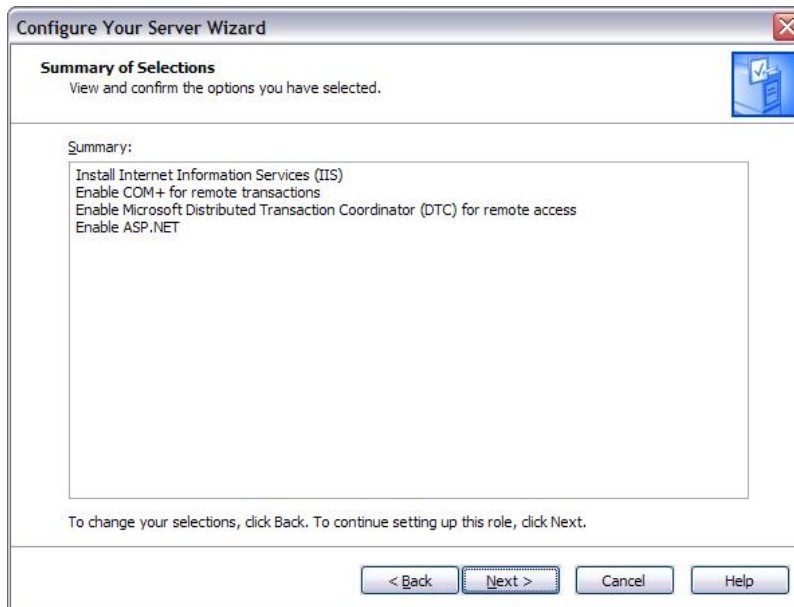 Configure Your Server Wizard
Summary of Selections
View and confirm the options you have selected.
Summary:
Install Internet Information Services (IIS)
Enable COM+ for remote transactions
Enable Microsoft Distributed Transaction Coordinator (DTC) for remote access
Enable ASP.NET
To change your selections, click Back. To continue setting up this role, click Next.
< Back Next > Cancel Help